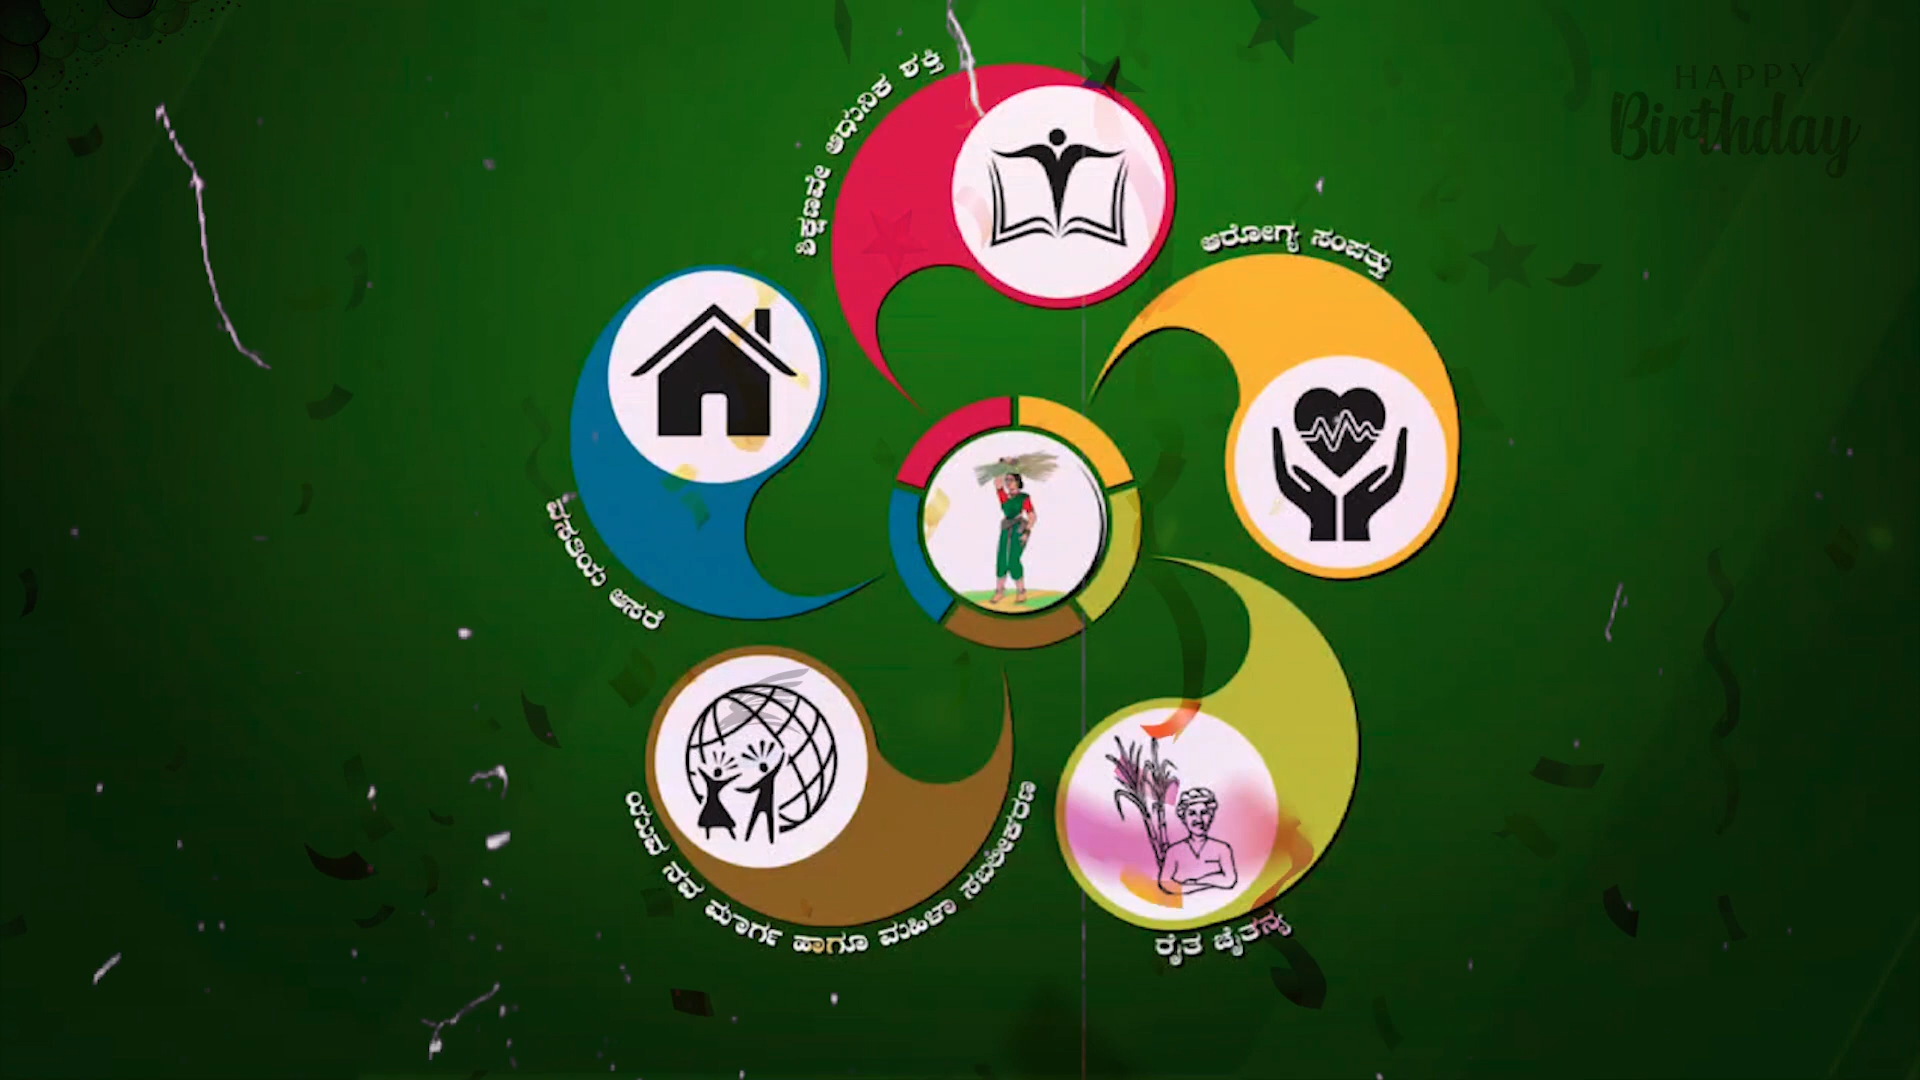 HAPPY
Birthday
ಶಿಕ್ಷಣವೇ ಆಧುನಿಕ ಶಕ್ತಿ
ಆರೋಗ್ಯ ಸಂಪತ್ತು
ವಸತಿಯ ಆಸರೆ
ಯುವ ನವ ಮಾರ್ಗ ಹಾಗೂ ಮಹಿಳಾ ಸಬಲೀಕರಣ
ರೈತ ಚೈತನ್ಯ